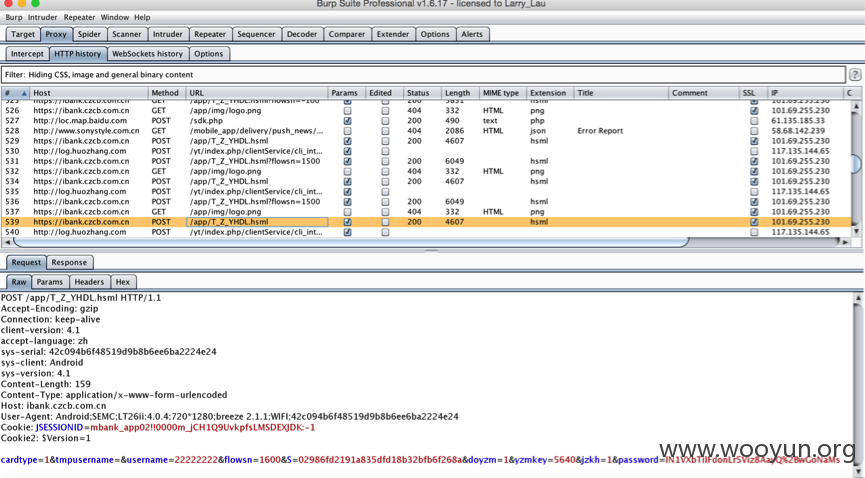 Burp Suite Professional v1.6.17 - licensed to Larry_Lau
Burp Intruder Repeater Window Help
Target Proxy Spider Scanner Intruder Repeater Sequencer Decoder Comparer Extender Options Alerts
Intercept HTTP history WebSockets history Options
Filter: Hiding CSS, image and general binary content ?
# Host Method URL Params Edited Status Length MIME type Extension Title Comment SSL IP C
525 https://ibank.czcb.com.cn GET /app/T_Z_YHDL.hsml?flowsn=-100 200 5831 hsml 101.69.255.230
526 https://ibank.czcb.com.cn GET /app/img/logo.png 404 332 HTML png 101.69.255.230
527 http://loc.map.baidu.com POST /sdk.php 200 490 text php 61.135.185.33
528 http://www.sonystyle.com.cn GET /mobile_app/delivery/push_news/... 404 2086 HTML json Error Report 58.68.142.239
529 https://ibank.czcb.com.cn POST /app/T_Z_YHDL.hsml 200 4607 hsml 101.69.255.230
530 http://log.huozhang.com POST /yt/index.php/clientService/cli_int... 117.135.144.65
531 https://ibank.czcb.com.cn POST /app/T_Z_YHDL.hsml?flowsn=1500 200 6049 hsml 101.69.255.230
532 https://ibank.czcb.com.cn GET /app/img/logo.png 404 332 HTML png 101.69.255.230
534 https://ibank.czcb.com.cn POST /app/T_Z_YHDL.hsml 200 4607 hsml 101.69.255.230
535 http://log.huozhang.com POST /yt/index.php/clientService/cli_int... 117.135.144.65
536 https://ibank.czcb.com.cn POST /app/T_Z_YHDL.hsml?flowsn=1500 200 6049 hsml 101.69.255.230
537 https://ibank.czcb.com.cn GET /app/img/logo.png 404 332 HTML png 101.69.255.230
539 https://ibank.czcb.com.cn POST /app/T_Z_YHDL.hsml 200 4607 hsml 101.69.255.230
540 http://log.huozhang.com POST /yt/index.php/clientService/cli_int... 117.135.144.65
Request Response
Raw Params Headers Hex
POST /app/T_Z_YHDL.hsml HTTP/1.1
Accept-Encoding: gzip
Connection: keep-alive
client-version: 4.1
accept-language: zh
sys-serial: 42c094b6f48519d9b8b6ee6ba2224e24
sys-client: Android
sys-version: 4.1
Content-Length: 159
Content-Type: application/x-www-form-urlencoded
Host: ibank.czcb.com.cn
User-Agent: Android;SEMC;LT26ii;4.0.4;720*1280;breeze 2.1.1;WIFI;42c094b6f48519d9b8b6ee6ba2224e24
Cookie: JSESSIONID=mbank_app02!!0000m_jCH1Q9UvkpfsLMSDEXJDK:-1
Cookie2: $Version=1
www.wooyun.org
cardtype=1&tmpusername=&username=22222222&flowsn=1600&S=02986fd2191a835dfd18b32bfb6f268a&doyzm=1&yzmkey=5640&jzkh=1&password=